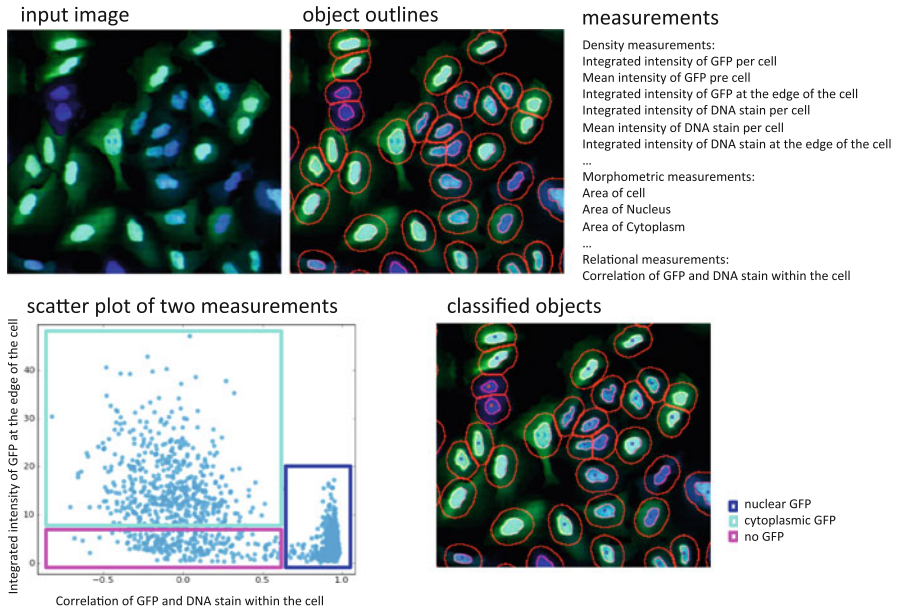 input image
object outlines
measurements
Density measurements:
Integrated intensity of GFP per cell
Mean intensity of GFP pre cell
Integrated intensity of GFP at the edge of the cell
Integrated intensity of DNA stain per cell
Mean intensity of DNA stain per cell
Integrated intensity of DNA stain at the edge of the cell
...
Morphometric measurements:
Area of cell
Area of Nucleus
Area of Cytoplasm
...
Relational measurements:
Correlation of GFP and DNA stain within the cell
scatter plot of two measurements
Integrated intensity of GFP at the edge of the cell
40
30
20
10
0
−0.5
0.0
0.5
1.0
Correlation of GFP and DNA stain within the cell
classified objects
nuclear GFP
cytoplasmic GFP
no GFP